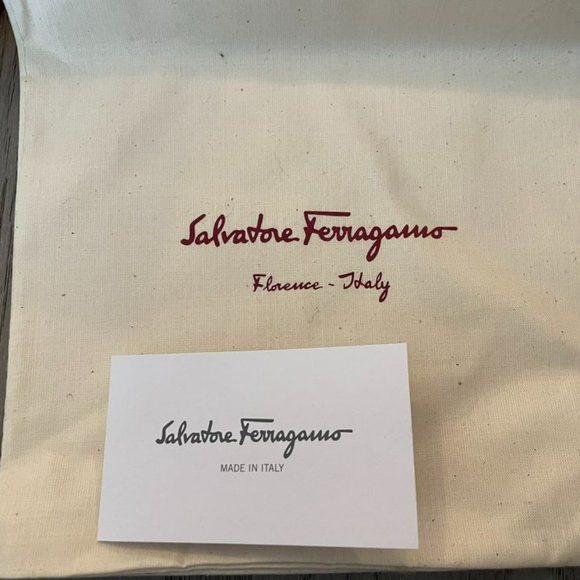 Salvatore Ferragamo
Florence - Italy
Salvatore Ferragamo
MADE IN ITALY